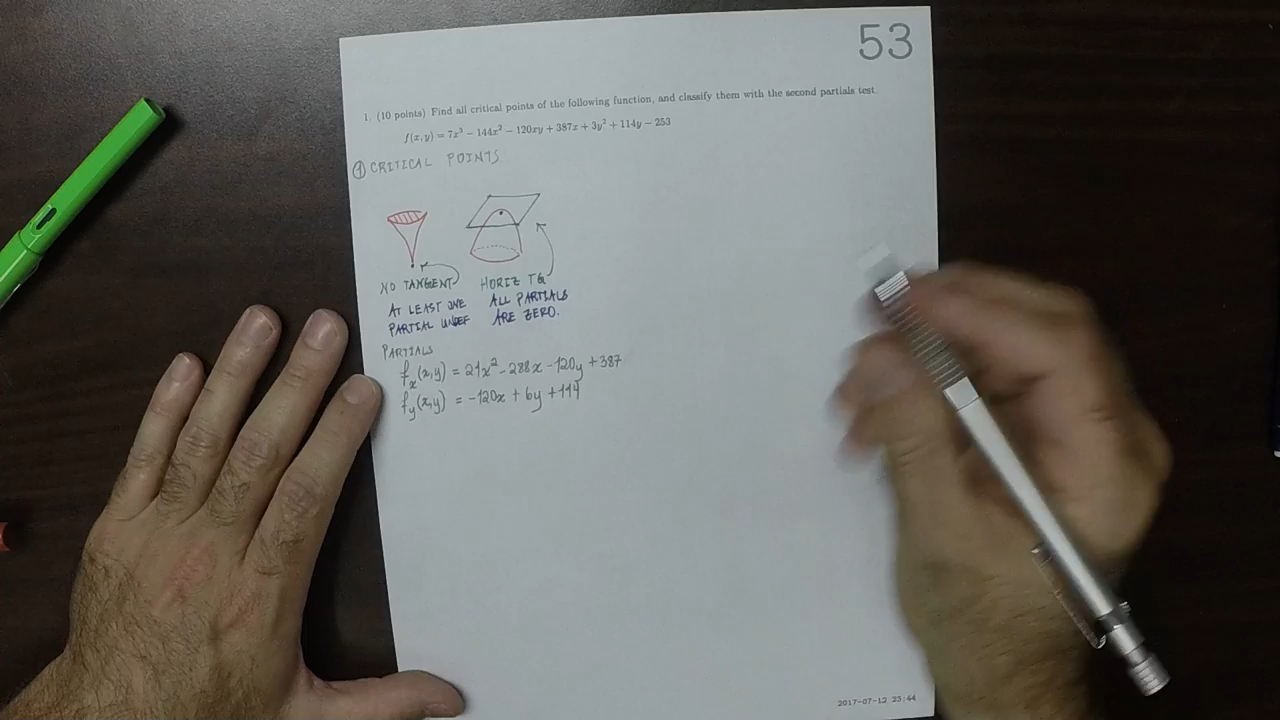 53
1. (10 points) Find all critical points of the following function, and classify them with the second partials test.
f(x, y) = 7x³ − 144x² − 120xy + 387x + 3y² + 114y − 253
① CRITICAL POINTS
NO TANGENT HORIZ TG
AT LEAST ONE ALL PARTIALS
PARTIAL UNDEF ARE ZERO.
PARTIALS
fₓ(x,y) = 21x² - 288x - 120y + 387
f_y(x,y) = -120x + 6y + 114
2017-07-12 23:44